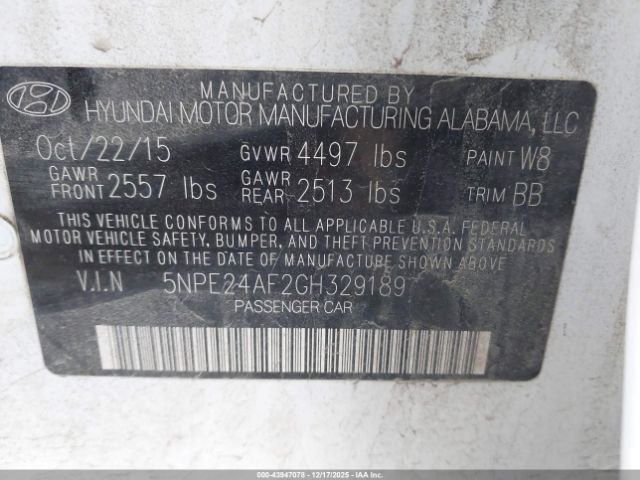 MANUFACTURED BY
HYUNDAI MOTOR MANUFACTURING ALABAMA, LLC
Oct/22/15 GVWR 4497 lbs PAINT W8
GAWR FRONT 2557 lbs GAWR REAR 2513 lbs TRIM BB
THIS VEHICLE CONFORMS TO ALL APPLICABLE U.S.A. FEDERAL
MOTOR VEHICLE SAFETY, BUMPER, AND THEFT PREVENTION STANDARDS
IN EFFECT ON THE DATE OF MANUFACTURE SHOWN ABOVE.
V.I.N 5NPE24AF2GH329189
PASSENGER CAR
000-43947078 | 12/17/2025 | IAA Inc.